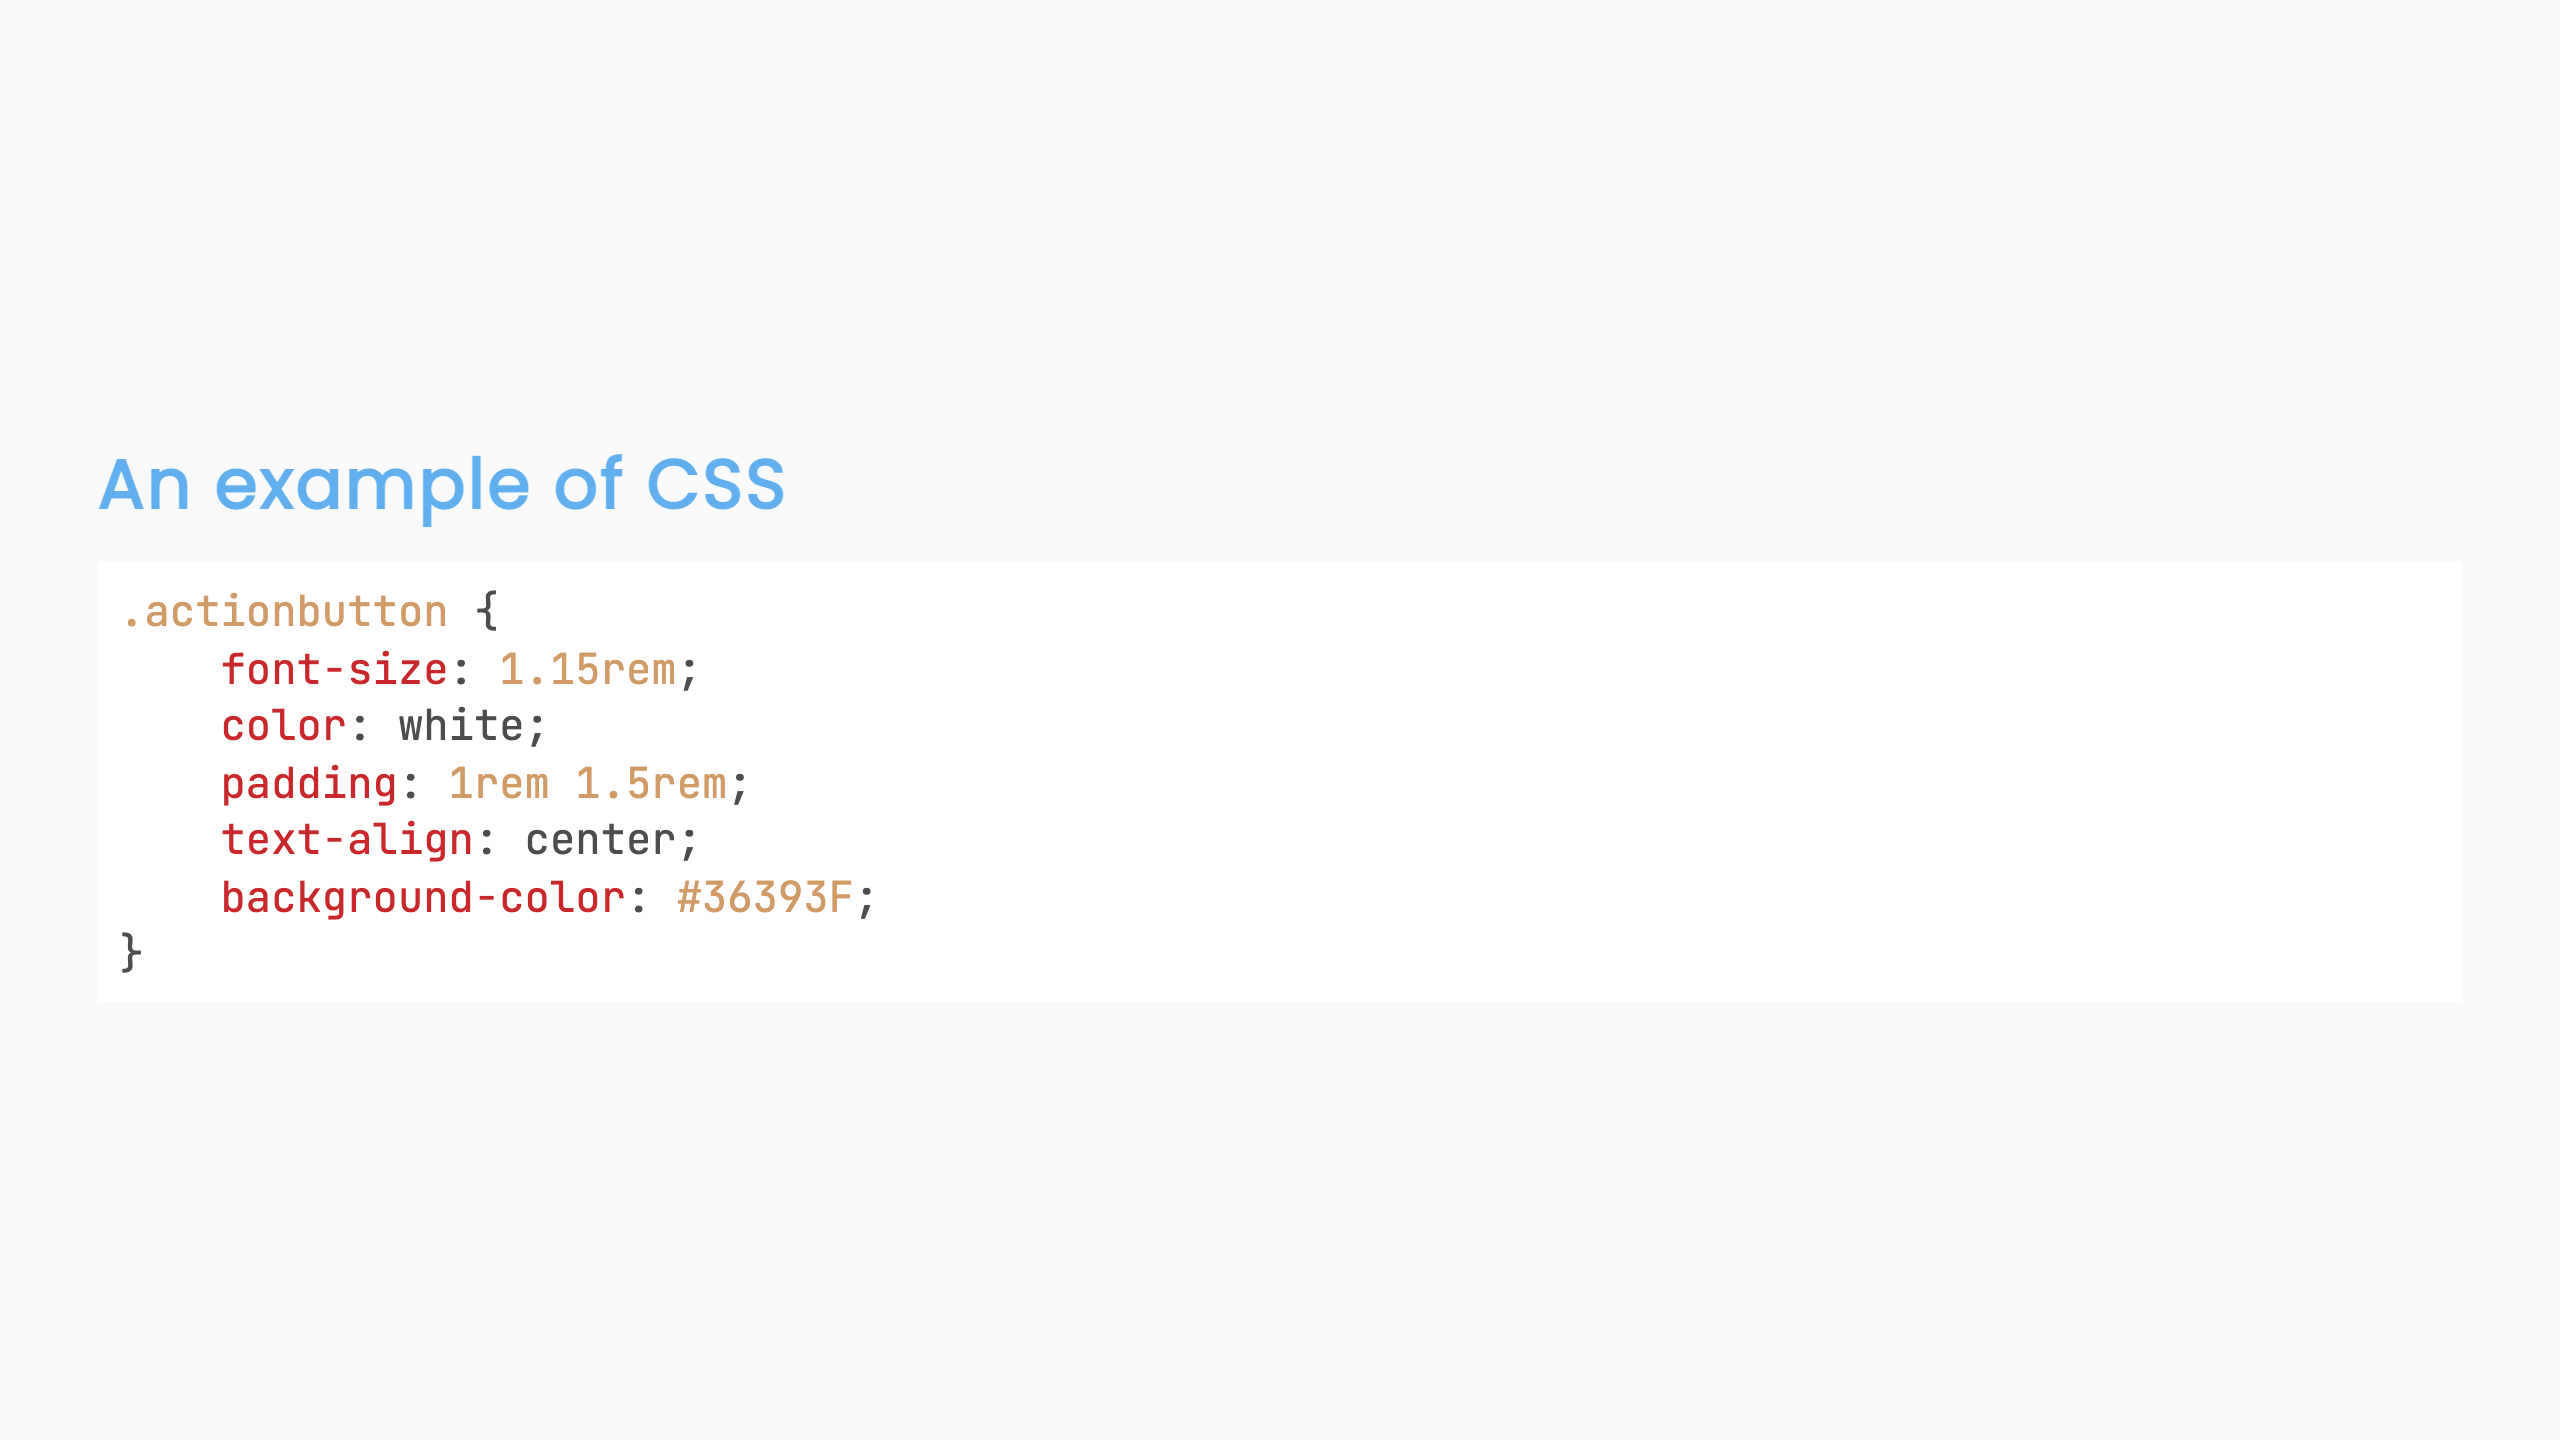 An example of CSS
.actionbutton {
    font-size: 1.15rem;
    color: white;
    padding: 1rem 1.5rem;
    text-align: center;
    background-color: #36393F;
}